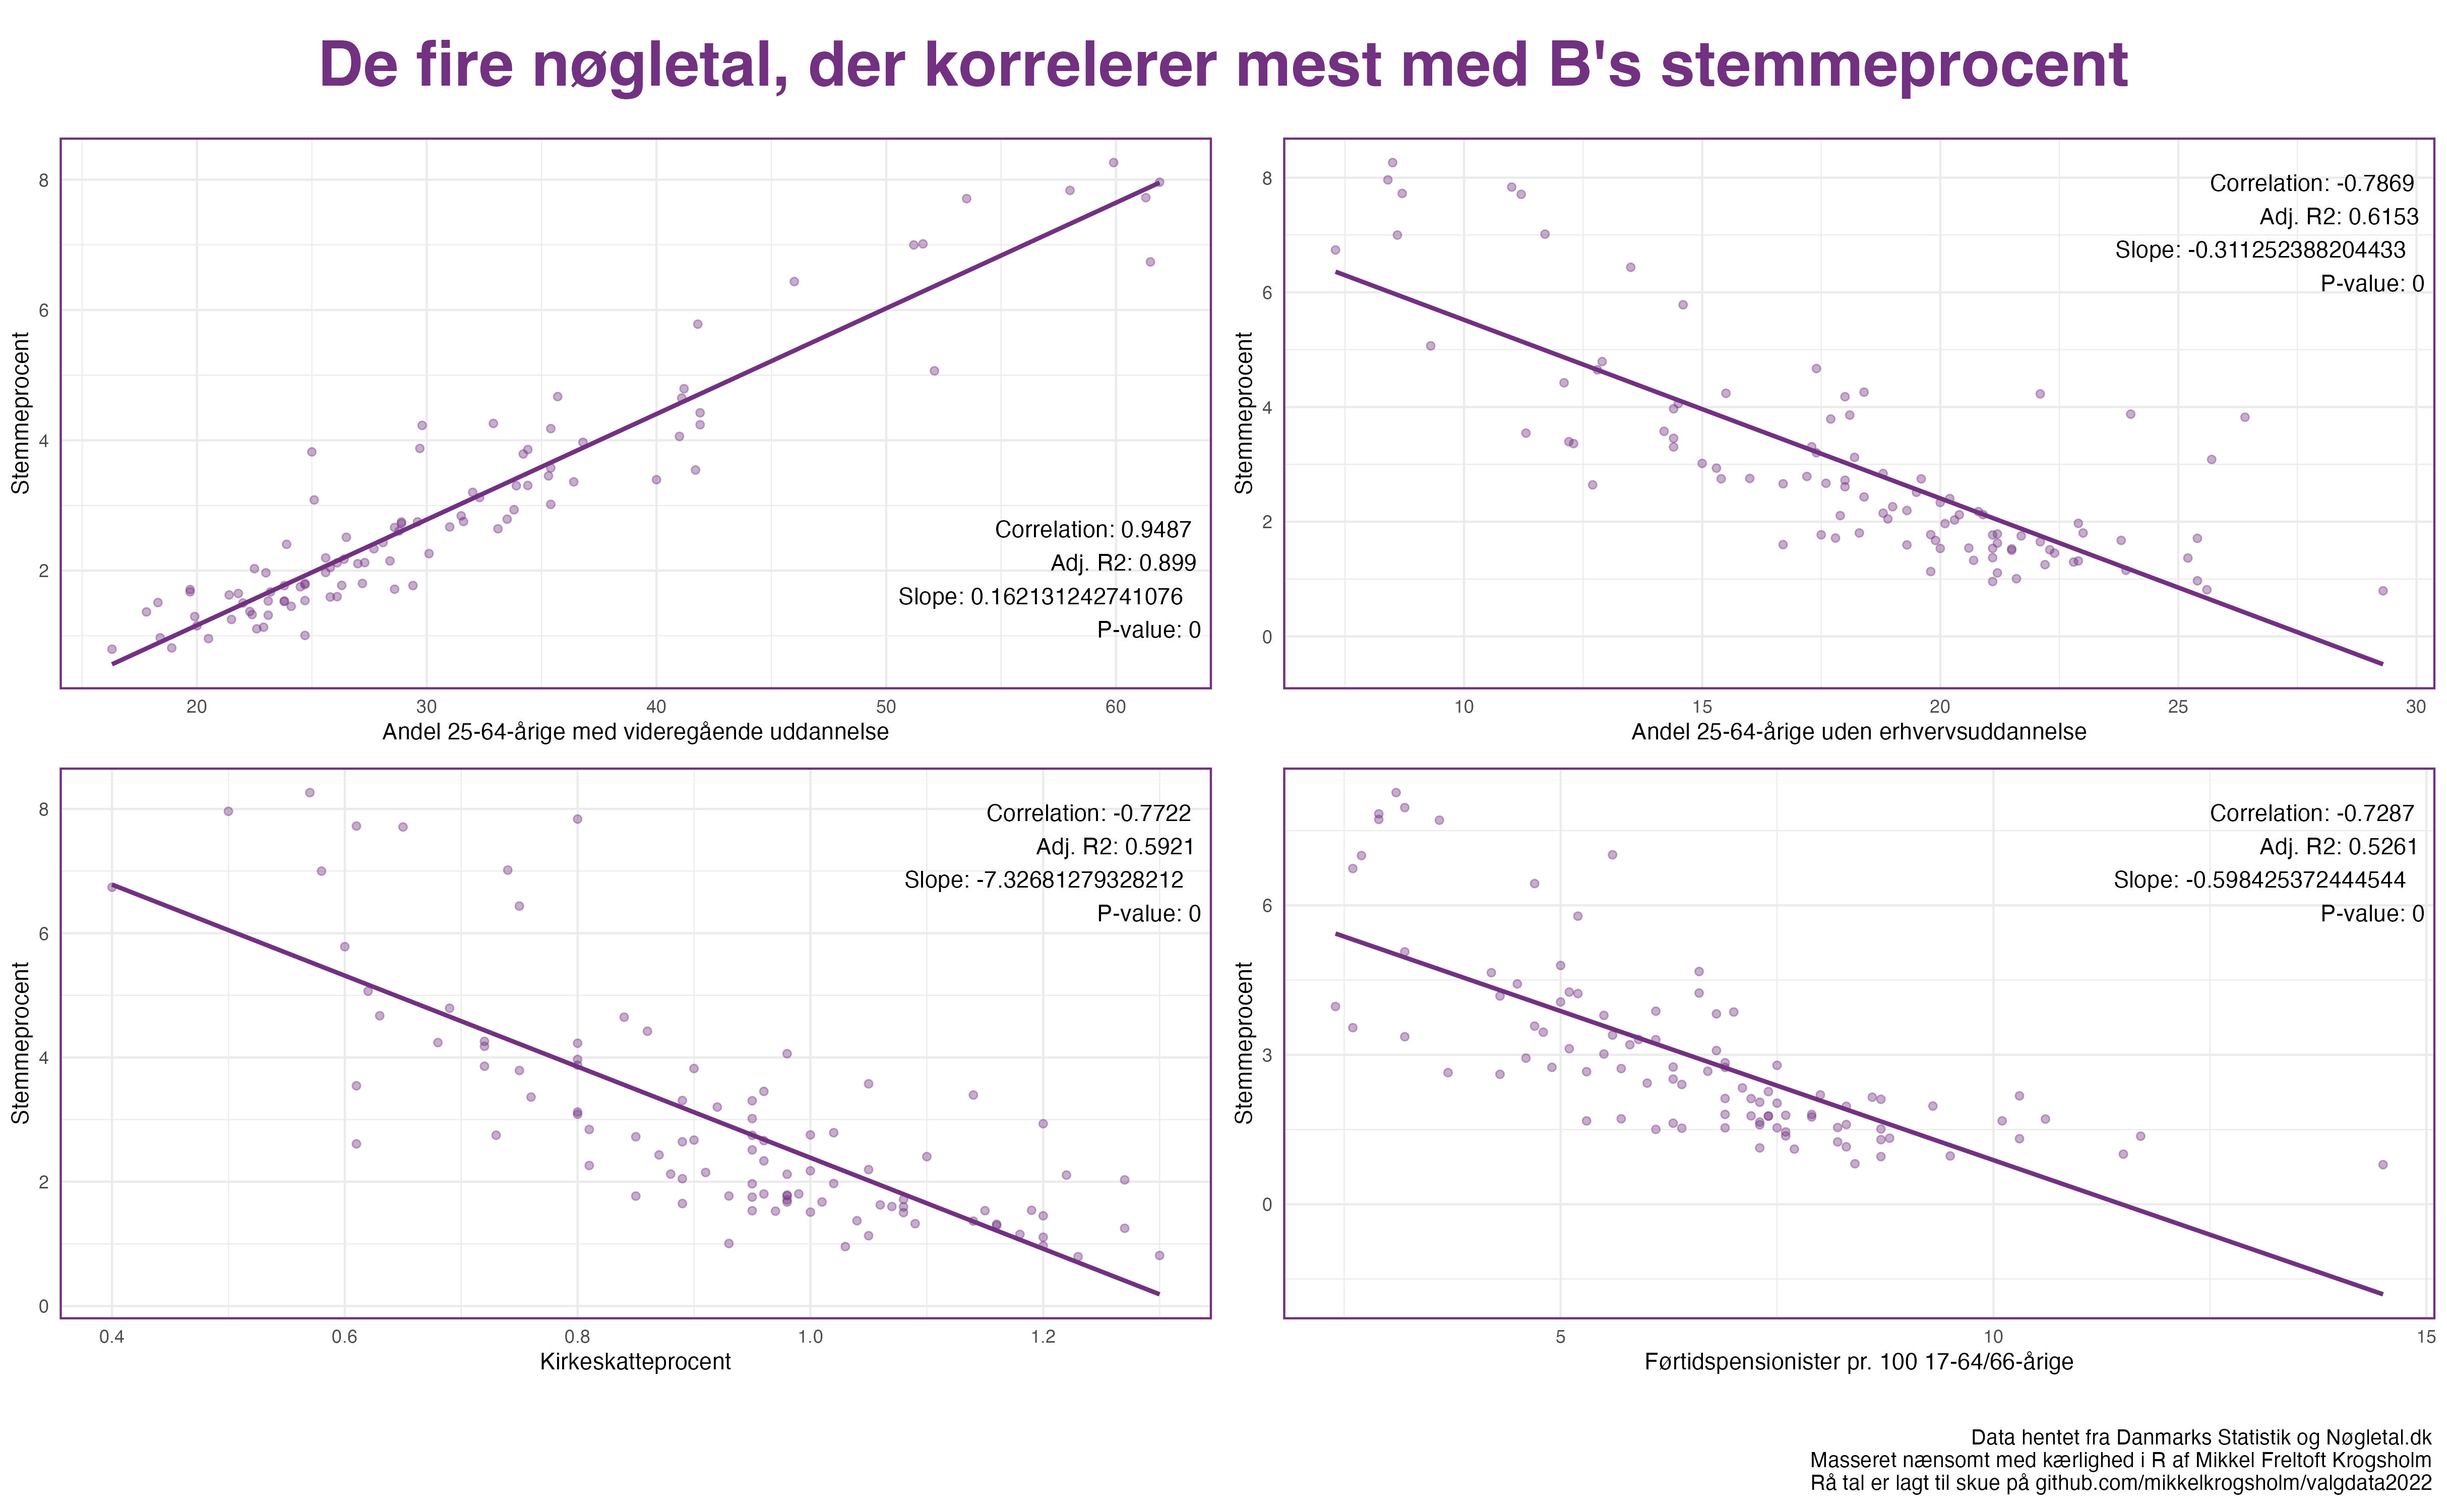 De fire nøgletal, der korrelerer mest med B's stemmeprocent
Stemmeprocent
8
6
4
2
Correlation: 0.9487
Adj. R2: 0.899
Slope: 0.162131242741076
P-value: 0
20
30
40
50
60
Andel 25-64-årige med videregående uddannelse
Stemmeprocent
8
6
4
2
0
Correlation: -0.7869
Adj. R2: 0.6153
Slope: -0.311252388204433
P-value: 0
10
15
20
25
30
Andel 25-64-årige uden erhvervsuddannelse
Stemmeprocent
8
6
4
2
0
Correlation: -0.7722
Adj. R2: 0.5921
Slope: -7.32681279328212
P-value: 0
0.4
0.6
0.8
1.0
1.2
Kirkeskatteprocent
Stemmeprocent
6
3
0
Correlation: -0.7287
Adj. R2: 0.5261
Slope: -0.598425372444544
P-value: 0
5
10
15
Førtidspensionister pr. 100 17-64/66-årige
Data hentet fra Danmarks Statistik og Nøgletal.dk
Masseret nænsomt med kærlighed i R af Mikkel Freltoft Krogsholm
Rå tal er lagt til skue på github.com/mikkelkrogsholm/valgdata2022